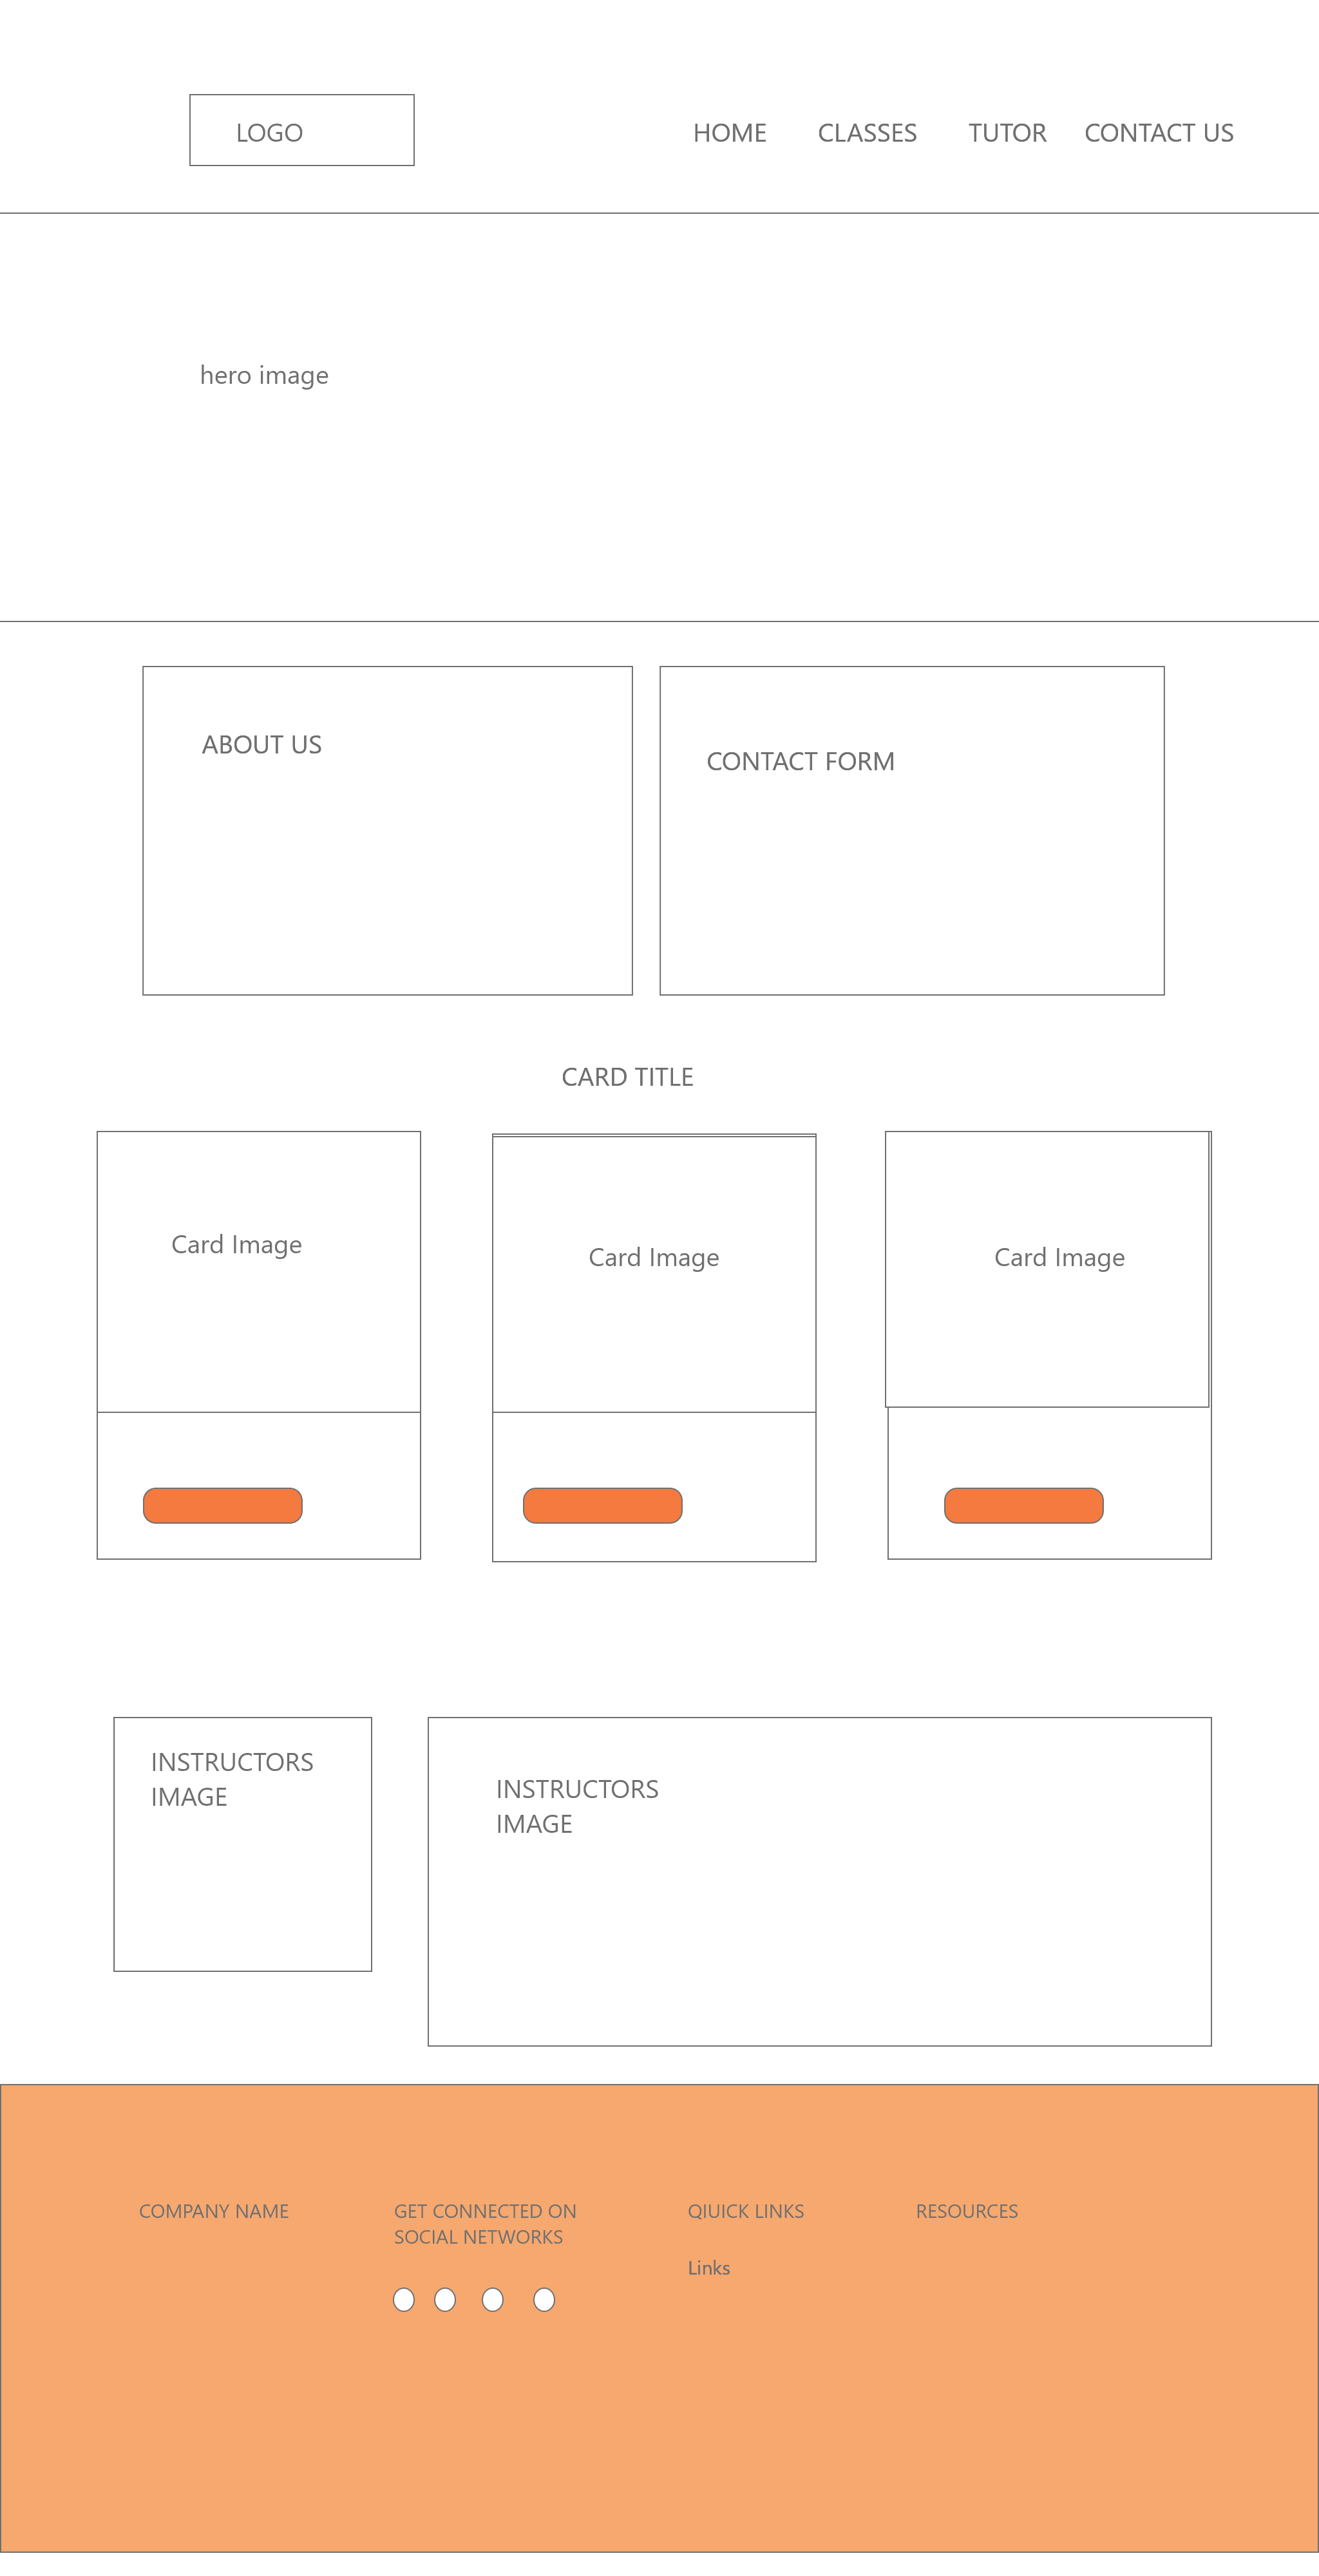 LOGO
HOME CLASSES TUTOR CONTACT US
hero image
ABOUT US
CONTACT FORM
CARD TITLE
Card Image
Card Image
Card Image
INSTRUCTORS
IMAGE
INSTRUCTORS
IMAGE
COMPANY NAME
GET CONNECTED ON
SOCIAL NETWORKS
QIUICK LINKS
Links
RESOURCES